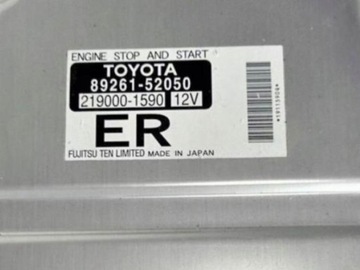 ENGINE STOP AND START
TOYOTA
89261-52050
219000-1590 12V
ER
FUJITSU TEN LIMITED MADE IN JAPAN